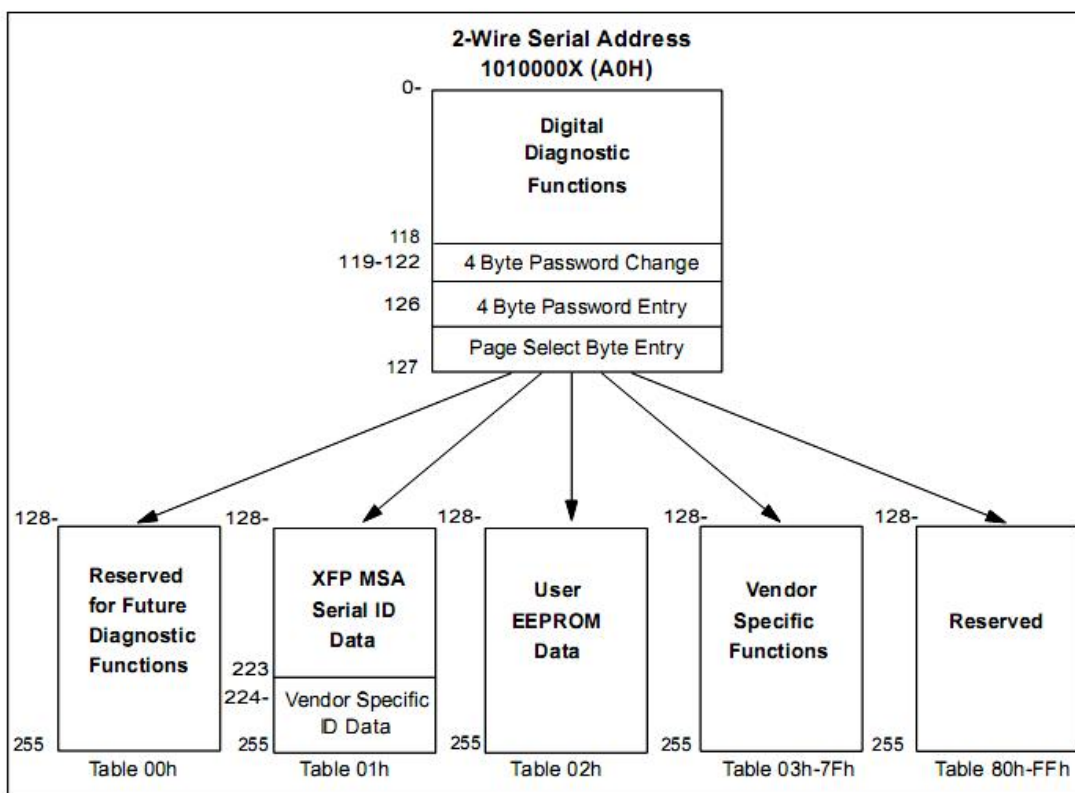 2-Wire Serial Address
1010000X (A0H)
0-
Digital
Diagnostic
Functions
118
119-122
4 Byte Password Change
126
4 Byte Password Entry
Page Select Byte Entry
127
128-
Reserved
for Future
Diagnostic
Functions
255
Table 00h
128-
XFP MSA
Serial ID
Data
223
224-
Vendor Specific
ID Data
255
Table 01h
128-
User
EEPROM
Data
255
Table 02h
128-
Vendor
Specific
Functions
255
Table 03h-7Fh
128-
Reserved
255
Table 80h-FFh